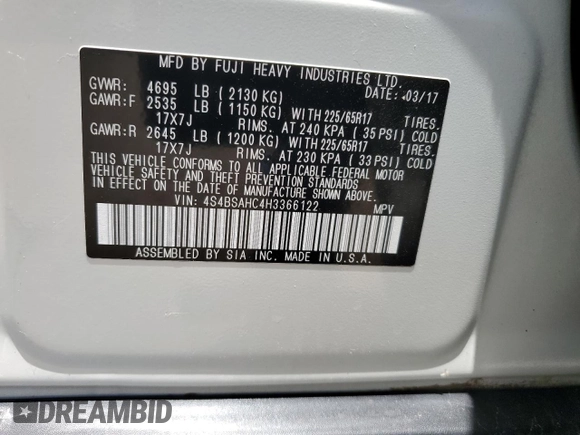 MFD BY FUJI HEAVY INDUSTRIES LTD.
GVWR: 4695 LB ( 2130 KG) DATE: 03/17
GAWR:F 2535 LB ( 1150 KG) WITH 225/65R17 TIRES.
17X7J RIMS. AT 240 KPA ( 35 PSI) COLD
GAWR:R 2645 LB ( 1200 KG) WITH 225/65R17 TIRES.
17X7J RIMS. AT 230 KPA ( 33 PSI) COLD
THIS VEHICLE CONFORMS TO ALL APPLICABLE FEDERAL MOTOR
VEHICLE SAFETY AND THEFT PREVENTION STANDARDS
IN EFFECT ON THE DATE OF MANUFACTURE SHOWN ABOVE.
VIN: 4S4BSAHC4H3366122 MPV
ASSEMBLED BY SIA INC. MADE IN U.S.A.
DREAMBID